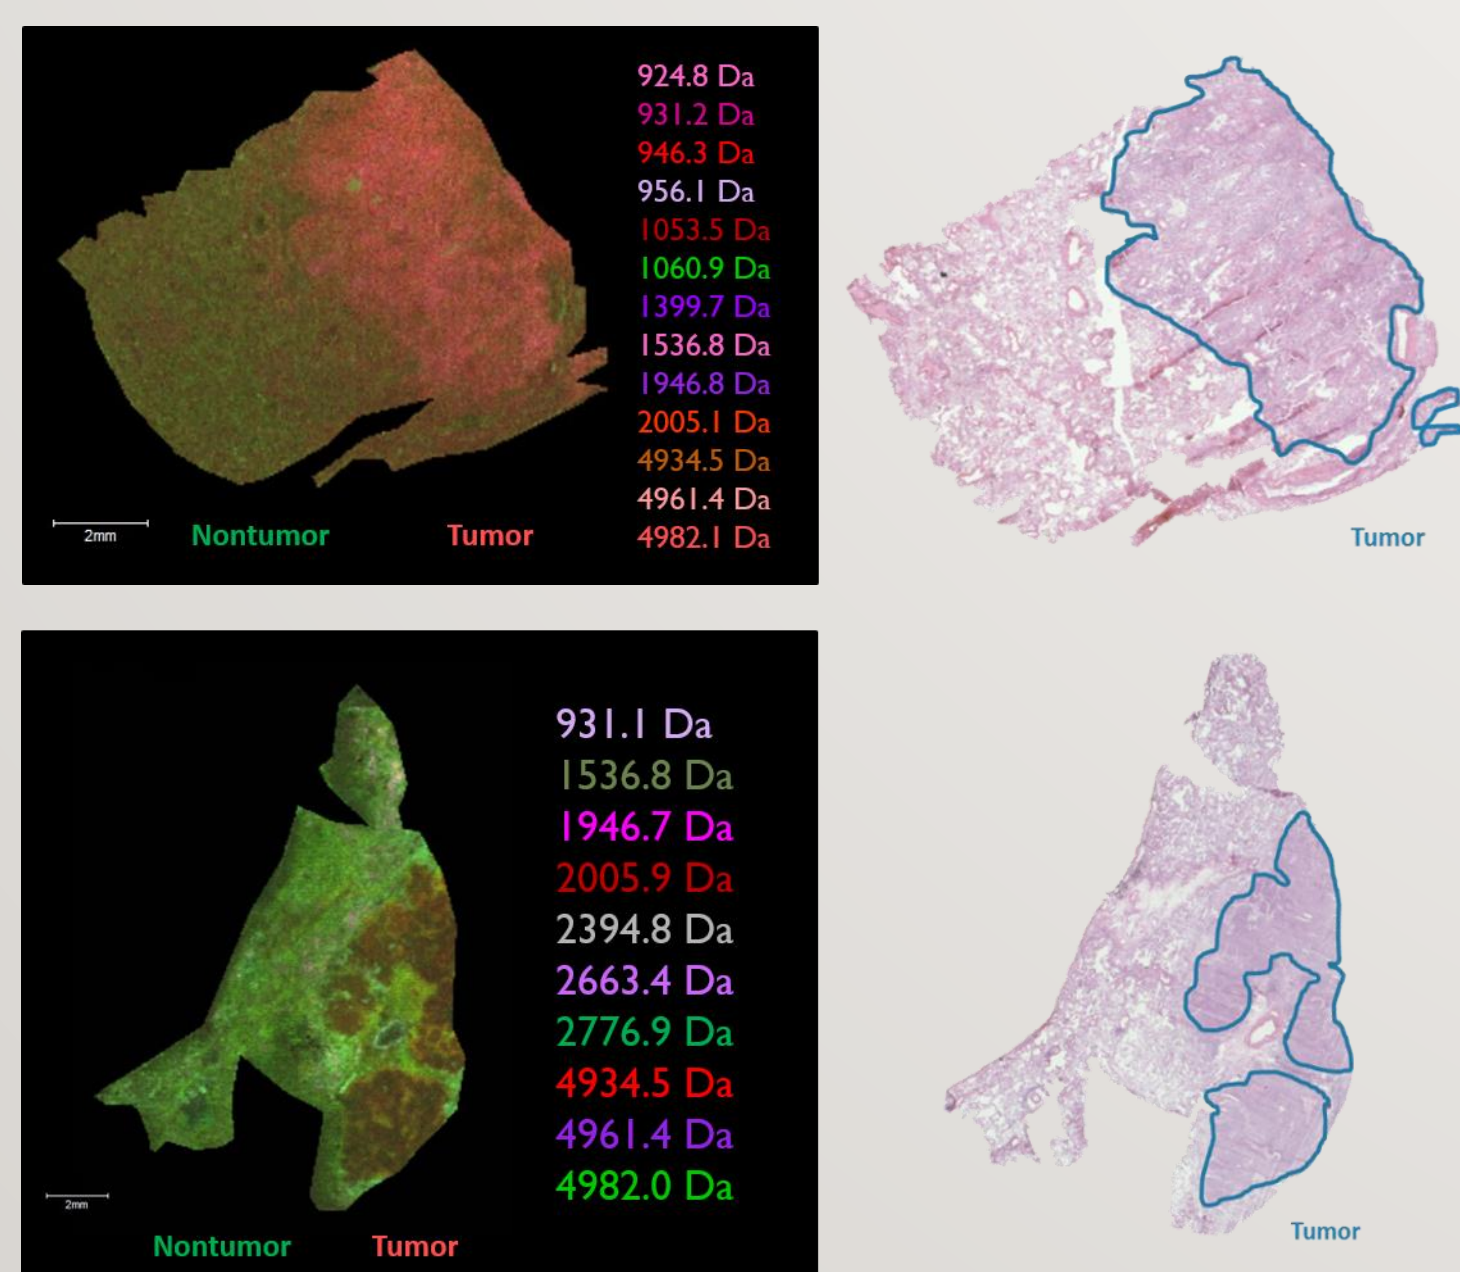 924.8 Da
931.2 Da
946.3 Da
956.1 Da
1053.5 Da
1060.9 Da
1399.7 Da
1536.8 Da
1946.8 Da
2005.1 Da
4934.5 Da
4961.4 Da
4982.1 Da
2mm
Nontumor
Tumor
Tumor
931.1 Da
1536.8 Da
1946.7 Da
2005.9 Da
2394.8 Da
2663.4 Da
2776.9 Da
4934.5 Da
4961.4 Da
4982.0 Da
2mm
Nontumor
Tumor
Tumor